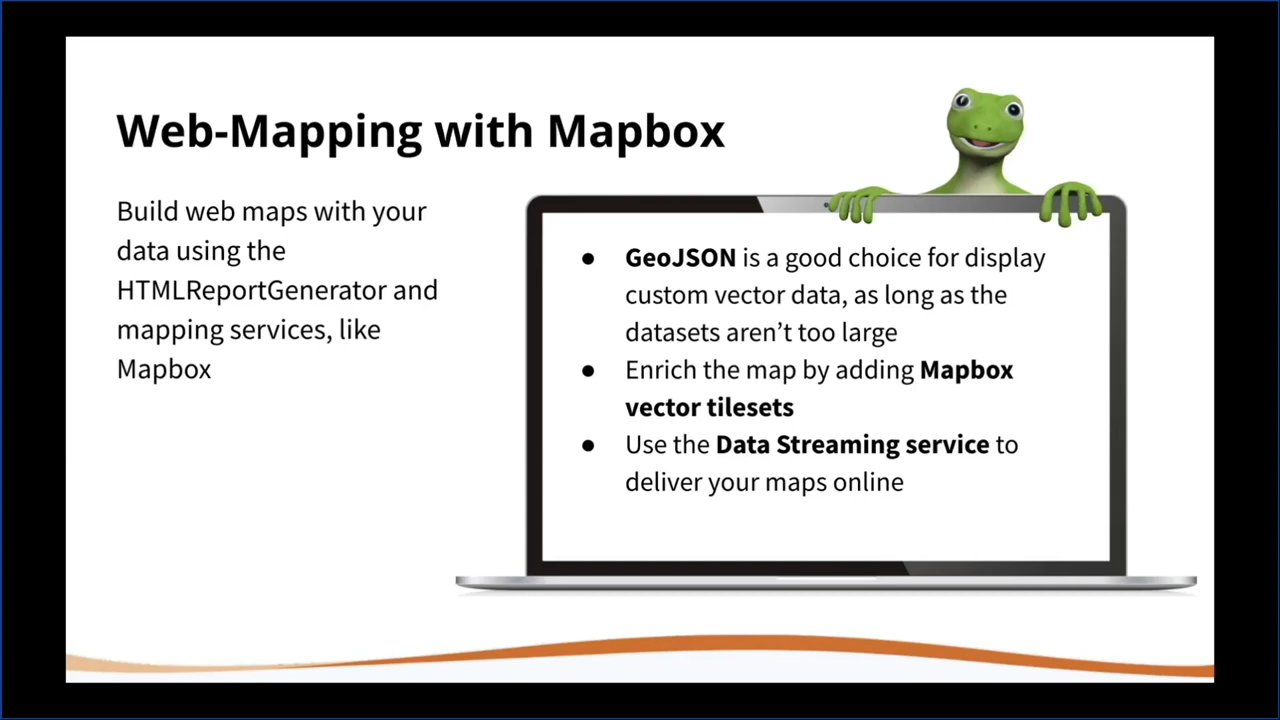 Web-Mapping with Mapbox
Build web maps with your
data using the
HTMLReportGenerator and
mapping services, like
Mapbox
● GeoJSON is a good choice for display
custom vector data, as long as the
datasets aren’t too large
● Enrich the map by adding Mapbox
vector tilesets
● Use the Data Streaming service to
deliver your maps online